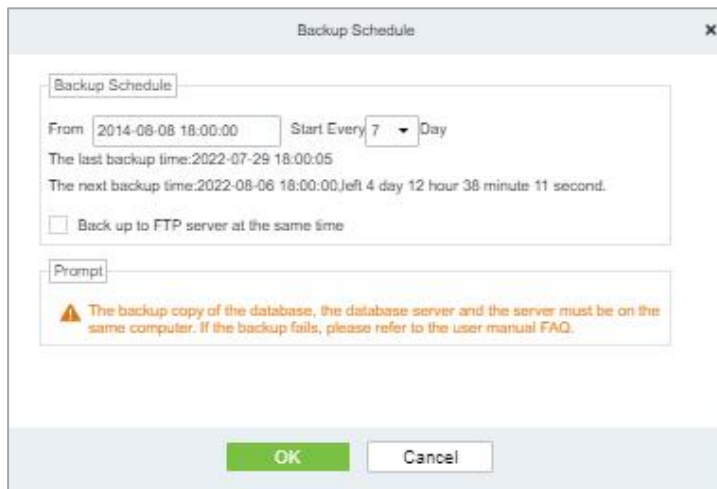 Backup Schedule
Backup Schedule
From 2014-08-08 18:00:00 Start Every 7 Day
The last backup time:2022-07-29 18:00:05
The next backup time:2022-08-06 18:00:00,left 4 day 12 hour 38 minute 11 second.
Back up to FTP server at the same time
Prompt
The backup copy of the database, the database server and the server must be on the
same computer. If the backup fails, please refer to the user manual FAQ.
OK Cancel